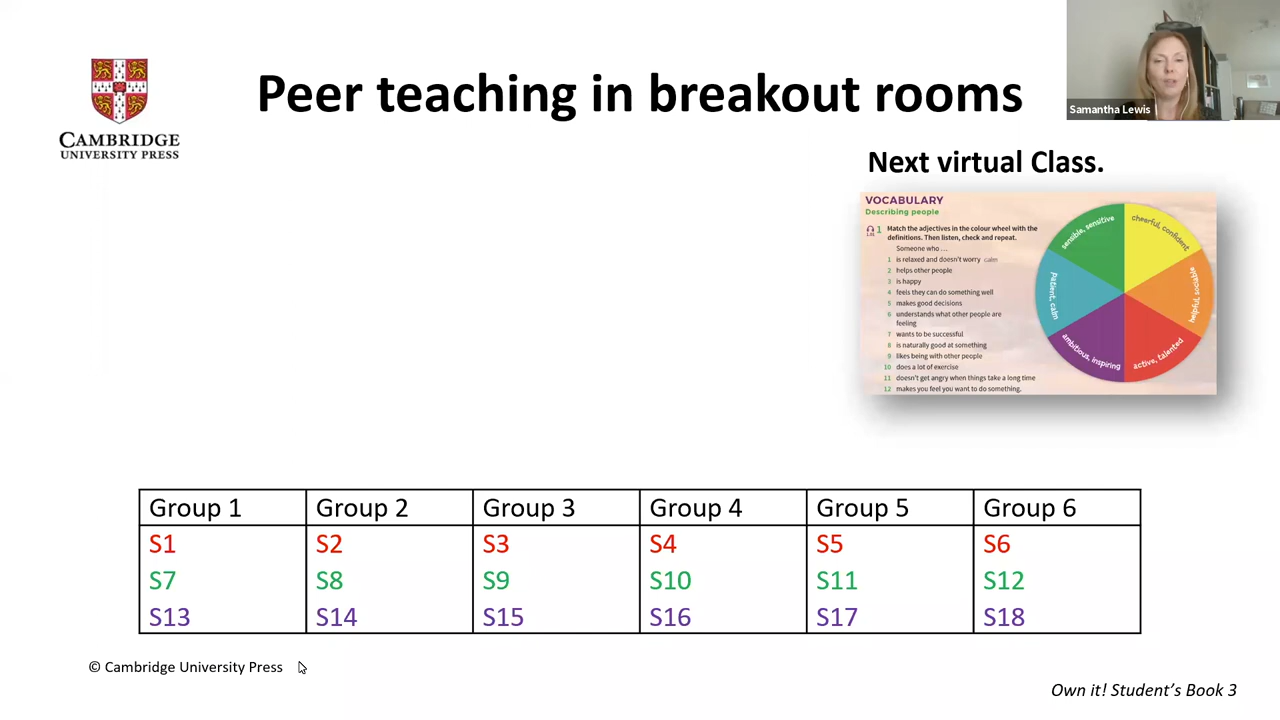 Peer teaching in breakout rooms
Samantha Lewis
CAMBRIDGE
UNIVERSITY PRESS
Next virtual Class.
VOCABULARY
Describing people
1 Match the adjectives in the colour wheel with the
definitions. Then listen, check and repeat.
Someone who ...
1 is relaxed and doesn't worry calm
2 helps other people
3 is happy
4 feels they can do something well
5 makes good decisions
6 understands what other people are
feeling
7 wants to be successful
8 is naturally good at something
9 likes being with other people
10 does a lot of exercise
11 doesn't get angry when things take a long time
12 makes you feel you want to do something.
sensible, sensitive
cheerful, confident
helpful, sociable
active, talented
ambitious, inspiring
patient, calm
Group 1 Group 2 Group 3 Group 4 Group 5 Group 6
S1 S2 S3 S4 S5 S6
S7 S8 S9 S10 S11 S12
S13 S14 S15 S16 S17 S18
© Cambridge University Press
Own it! Student's Book 3